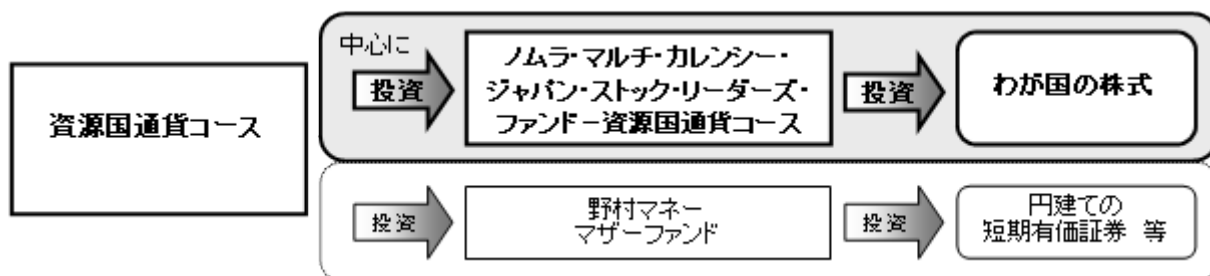 資源国通貨コース
中心に
投資
ノムラ・マルチ・カレンシー・
ジャパン・ストック・リーダーズ・
ファンド－資源国通貨コース
投資
わが国の株式
投資
野村マネー
マザーファンド
投資
円建ての
短期有価証券 等